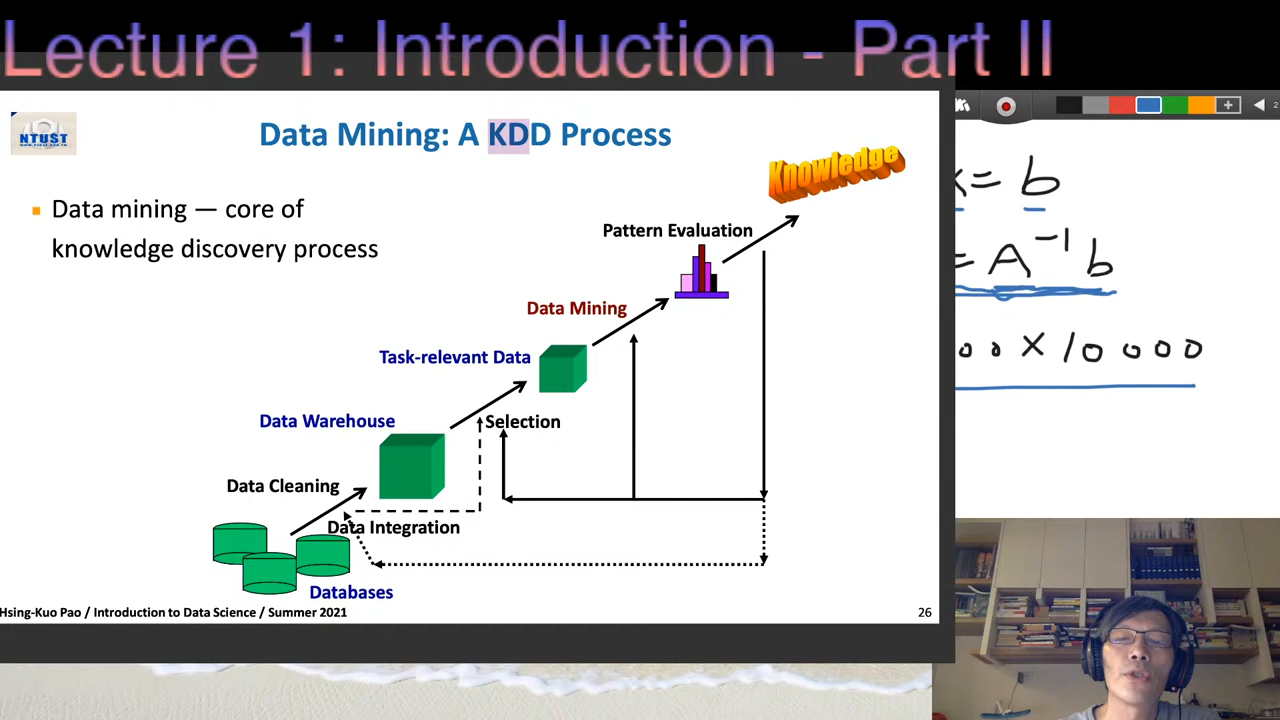 Lecture 1: Introduction - Part II
NTUST
Data Mining: A KDD Process
Knowledge
Data mining — core of
knowledge discovery process
Pattern Evaluation
Data Mining
Task-relevant Data
Data Warehouse
Selection
Data Cleaning
Data Integration
Databases
Hsing-Kuo Pao / Introduction to Data Science / Summer 2021
26
2
= b
= A⁻¹ b
00 X 10000